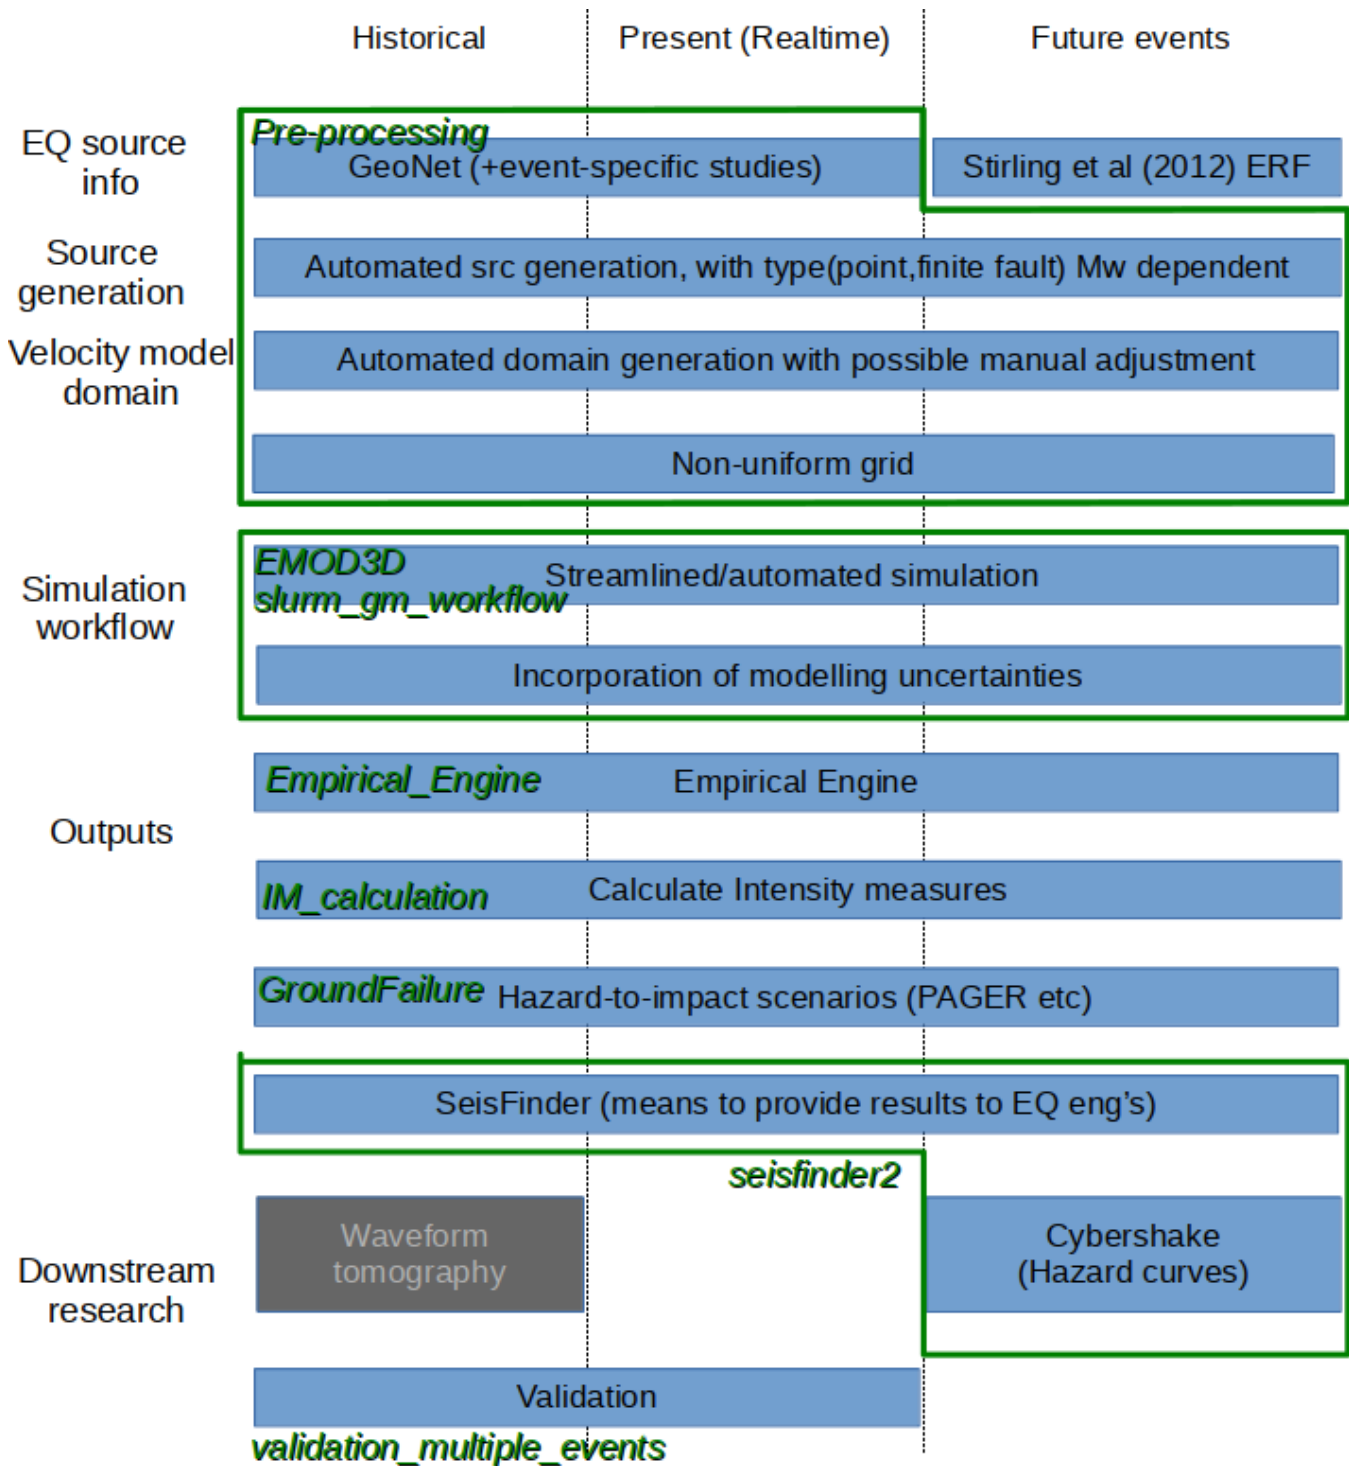 Historical
Present (Realtime)
Future events
EQ source
info
Pre-processing
GeoNet (+event-specific studies)
Stirling et al (2012) ERF
Source
generation
Automated src generation, with type(point,finite fault) Mw dependent
Velocity model
domain
Automated domain generation with possible manual adjustment
Non-uniform grid
Simulation
workflow
EMOD3D
slurm_gm_workflow
Streamlined/automated simulation
Incorporation of modelling uncertainties
Outputs
Empirical_Engine
Empirical Engine
IM_calculation
Calculate Intensity measures
GroundFailure
Hazard-to-impact scenarios (PAGER etc)
SeisFinder (means to provide results to EQ eng's)
seisfinder2
Downstream
research
Waveform
tomography
Cybershake
(Hazard curves)
Validation
validation_multiple_events